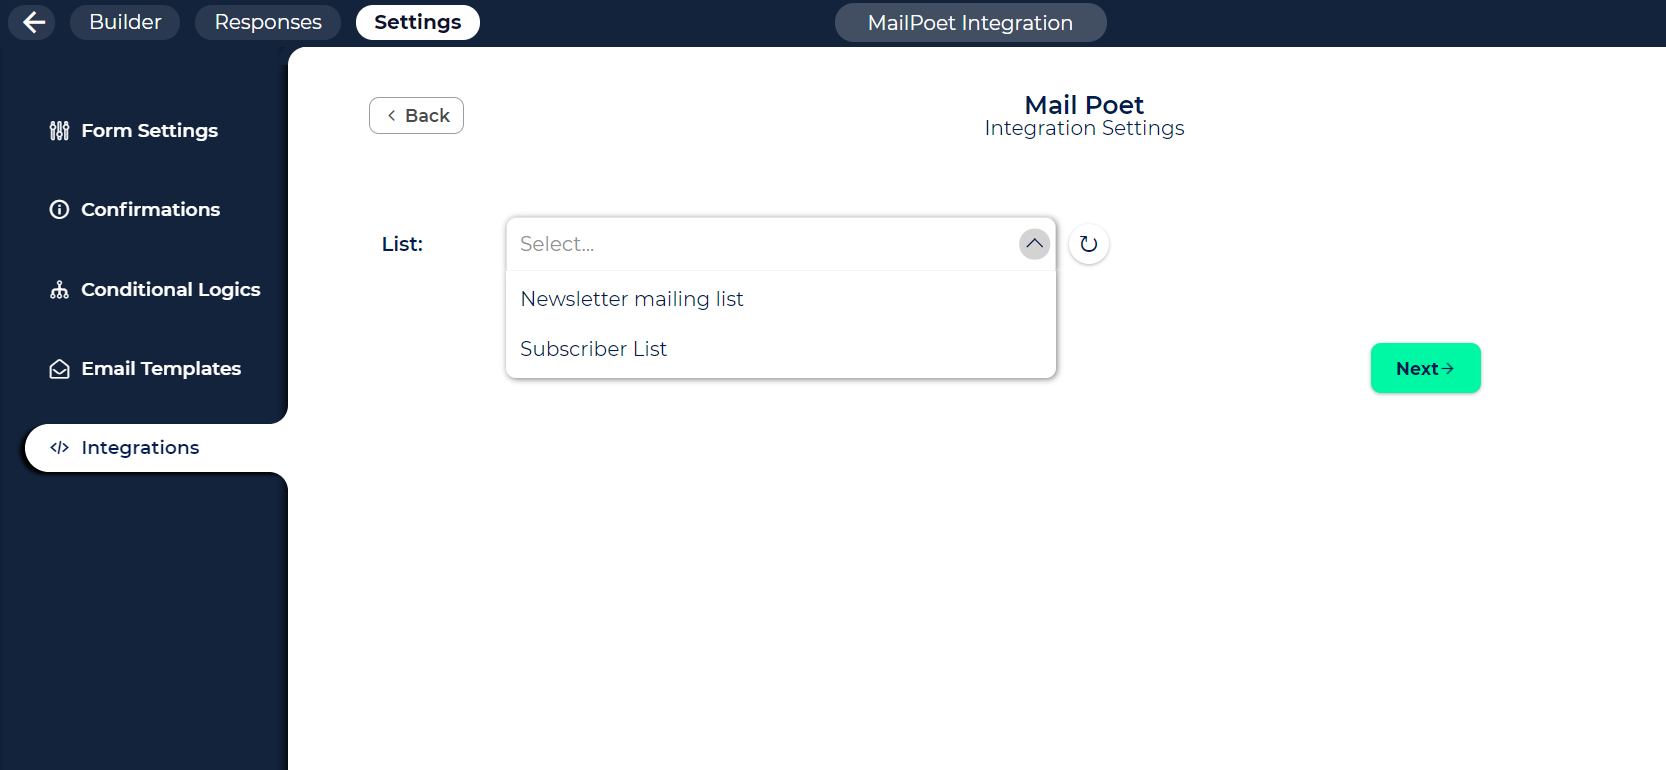 Builder
Responses
Settings
MailPoet Integration
Form Settings
Confirmations
Conditional Logics
Email Templates
Integrations
Back
Mail Poet
Integration Settings
List:
Select...
Newsletter mailing list
Subscriber List
Next